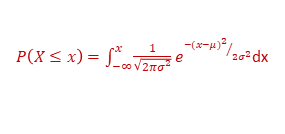 P(X ≤ x) = ∫₋∞ˣ 1/√2πσ² e^−(x−μ)²/2σ² dx